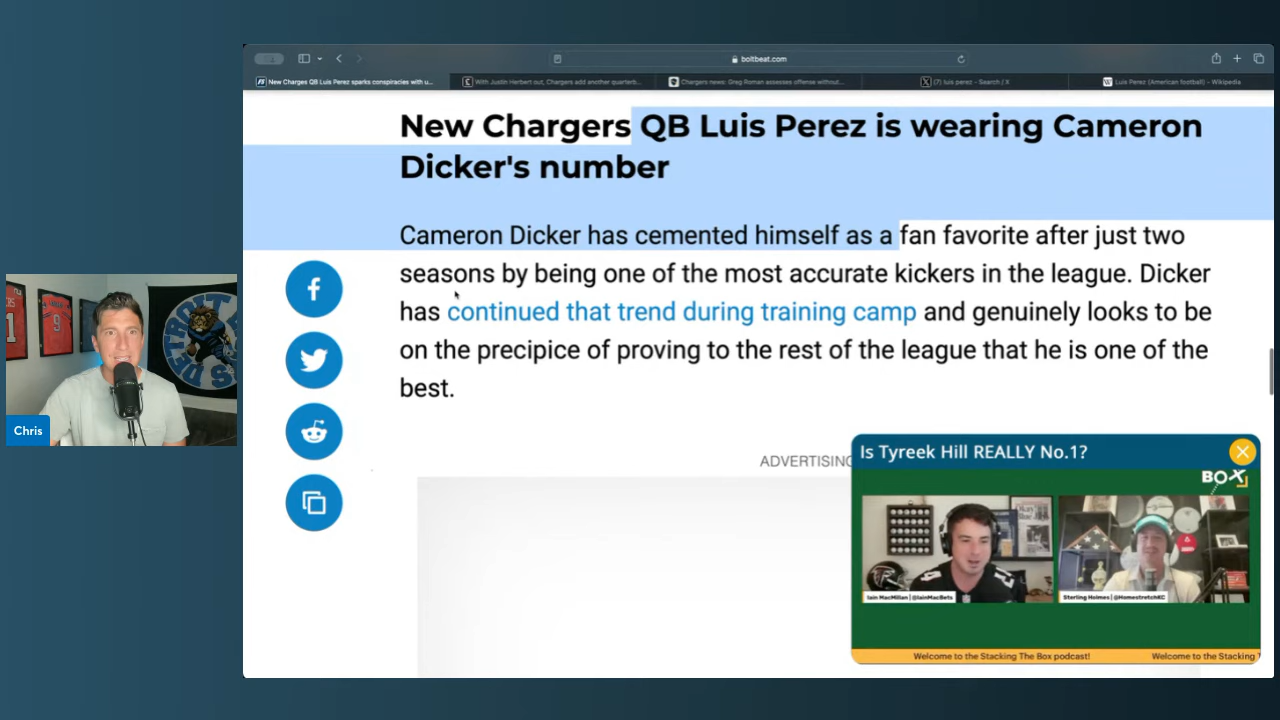 boltbeat.com
New Charges QB Luis Perez sparks conspiracies with u...
With Justin Herbert out, Chargers add another quarterb...
Chargers news: Greg Roman assesses offense without...
(7) luis perez - Search / X
Luis Perez (American football) - Wikipedia
New Chargers QB Luis Perez is wearing Cameron
Dicker's number
Cameron Dicker has cemented himself as a fan favorite after just two
seasons by being one of the most accurate kickers in the league. Dicker
has continued that trend during training camp and genuinely looks to be
on the precipice of proving to the rest of the league that he is one of the
best.
Chris
ADVERTISING
Is Tyreek Hill REALLY No.1?
BOX
Iain MacMillan | @IainMacBets
Sterling Holmes | @HomestretchKC
Welcome to the Stacking The Box podcast!
Welcome to the Stacking